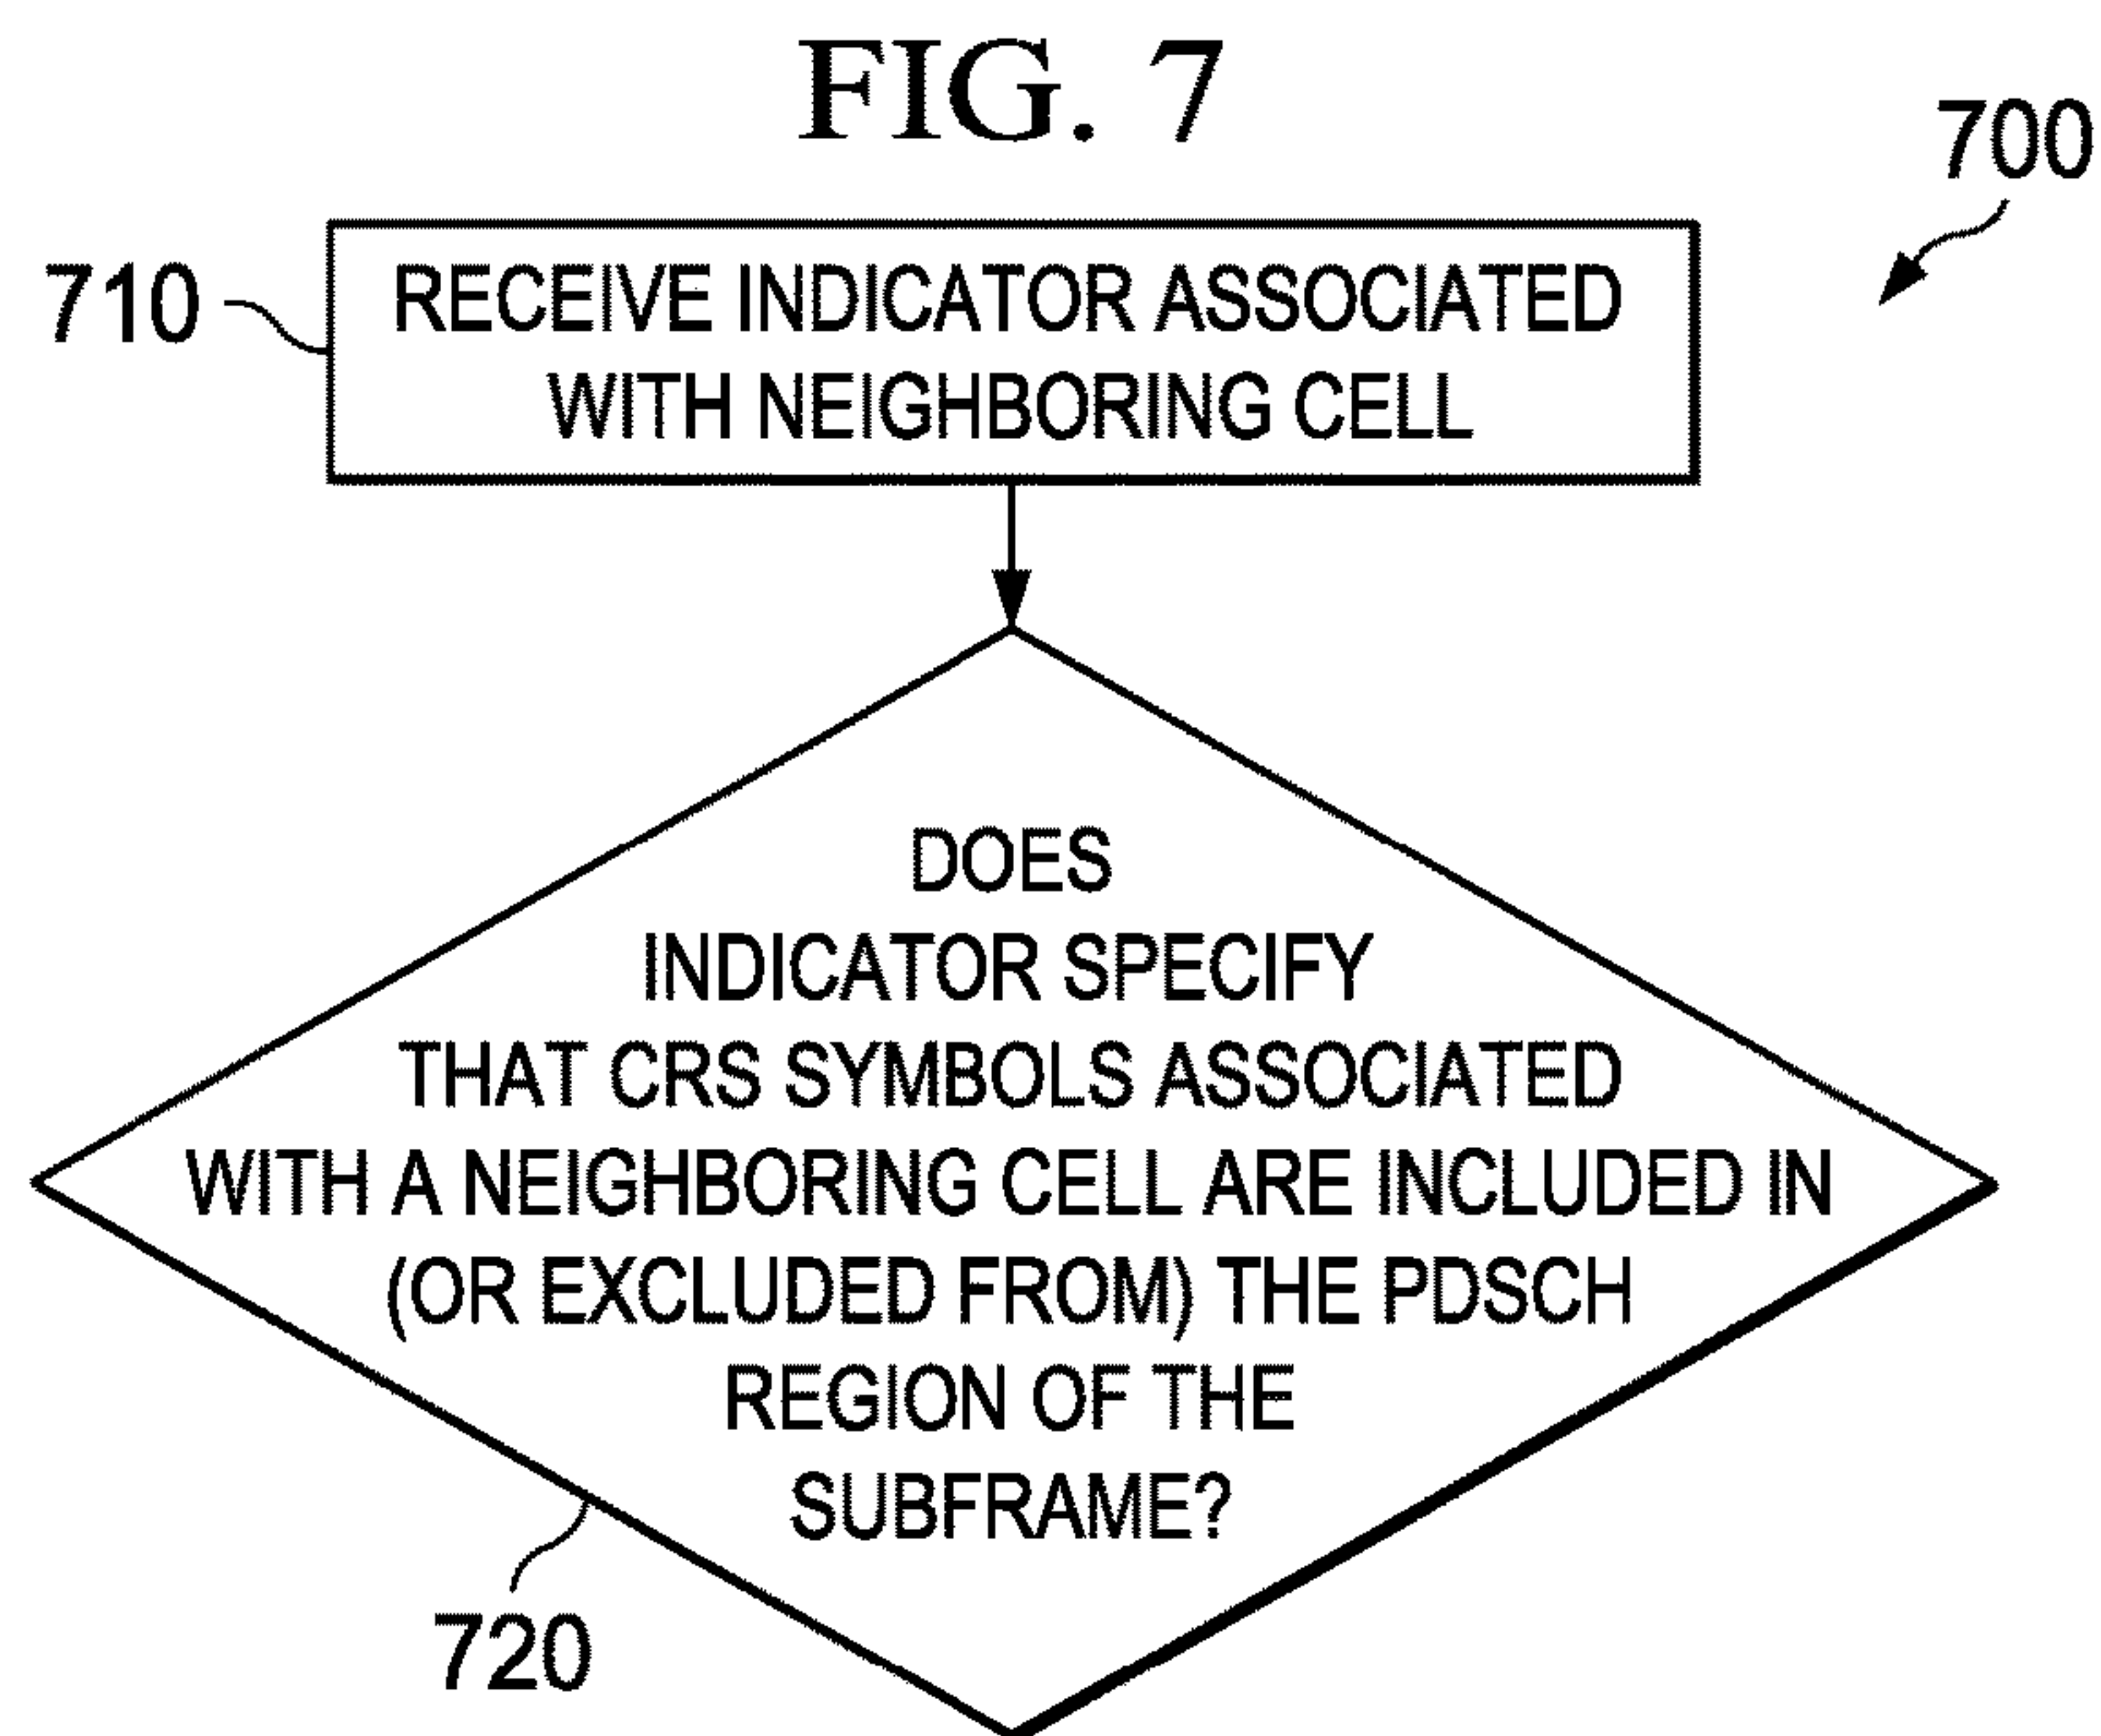 FIG. 7
700
710
RECEIVE INDICATOR ASSOCIATED
WITH NEIGHBORING CELL
DOES
INDICATOR SPECIFY
THAT CRS SYMBOLS ASSOCIATED
WITH A NEIGHBORING CELL ARE INCLUDED IN
(OR EXCLUDED FROM) THE PDSCH
REGION OF THE
SUBFRAME?
720